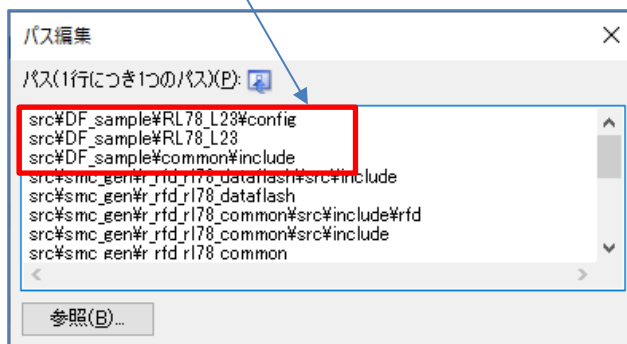 パス編集
パス(1行につき1つのパス)(P):
src¥DF_sample¥RL78_L23¥config
src¥DF_sample¥RL78_L23
src¥DF_sample¥common¥include
src¥smc_gen¥r_rfd_rl78_dataflash¥src¥include
src¥smc_gen¥r_rfd_rl78_dataflash
src¥smc_gen¥r_rfd_rl78_common¥src¥include¥rfd
src¥smc_gen¥r_rfd_rl78_common¥src¥include
src¥smc_gen¥r_rfd_rl78_common
参照(B)...